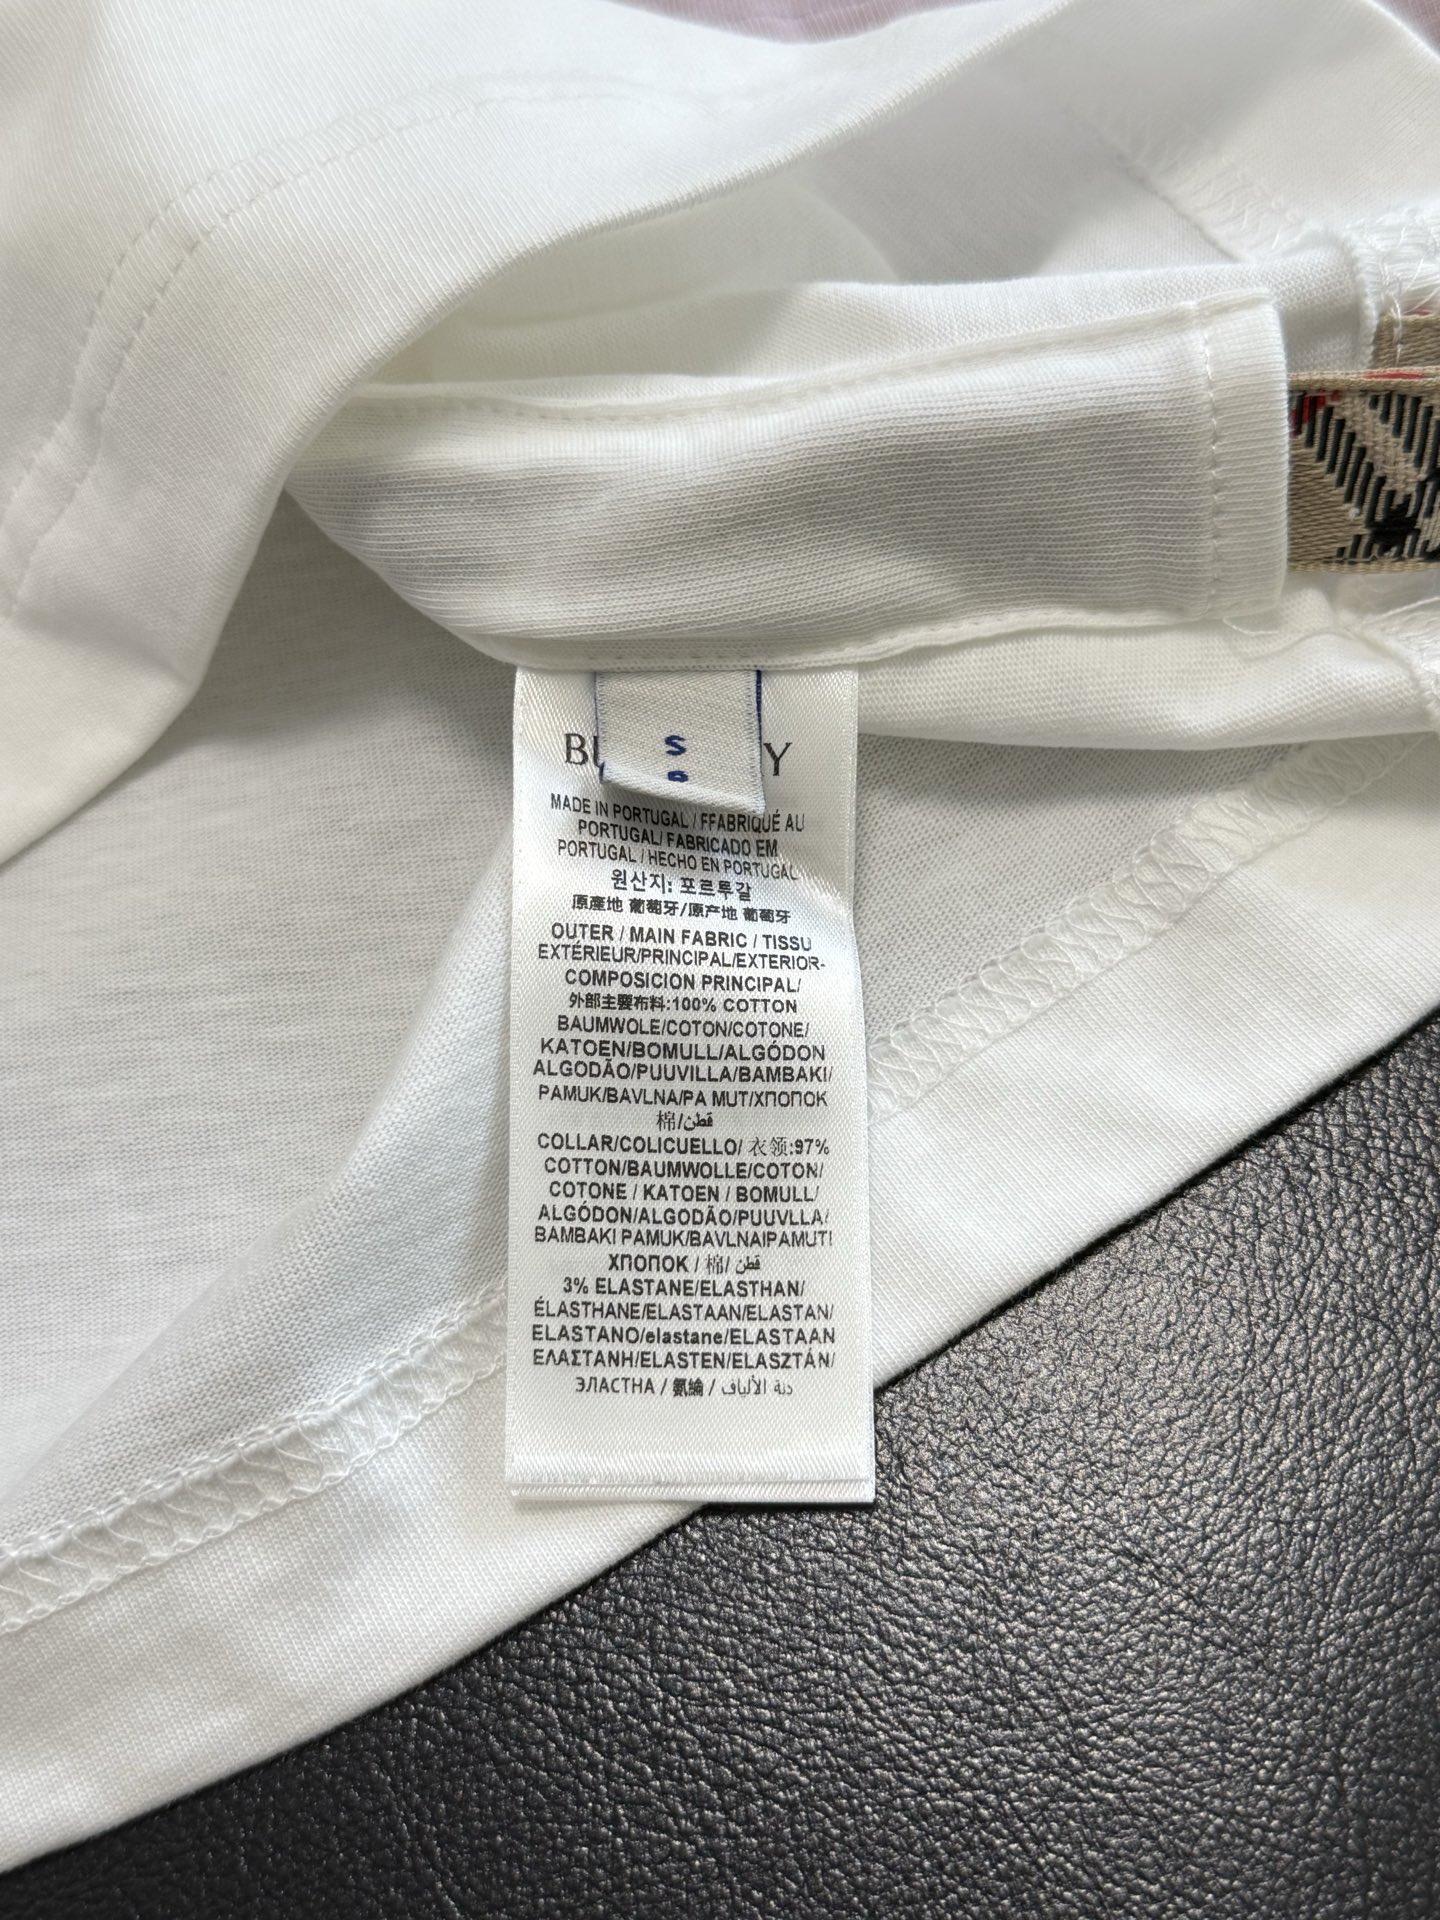 S
BU Y
MADE IN PORTUGAL / FFABRIQUÉ AU
PORTUGAL/ FABRICADO EM
PORTUGAL / HECHO EN PORTUGAL
원산지: 포르투갈
原產地 葡萄牙/原产地 葡萄牙
OUTER / MAIN FABRIC / TISSU
EXTÉRIEUR/PRINCIPAL/EXTERIOR-
COMPOSICION PRINCIPAL/
外部主要布料:100% COTTON
BAUMWOLE/COTON/COTONE/
KATOEN/BOMULL/ALGÓDON
ALGODÃO/PUUVILLA/BAMBAKI/
PAMUK/BAVLNA/PA MUT/ХПОПОК
棉/قطن
COLLAR/COLICUELLO/ 衣领:97%
COTTON/BAUMWOLLE/COTON/
COTONE / KATOEN / BOMULL/
ALGÓDON/ALGODÃO/PUUVLLA/
BAMBAKI PAMUK/BAVLNAIPAMUTI
ХПОПОК / 棉/ قطن
3% ELASTANE/ELASTHAN/
ÉLASTHANE/ELASTAAN/ELASTAN/
ELASTANO/elastane/ELASTAAN
ΕΛΑΣΤΑΝΗ/ELASTEN/ELASZTÁN/
ЭЛАСТНА / 氨綸 / دنة الألياف